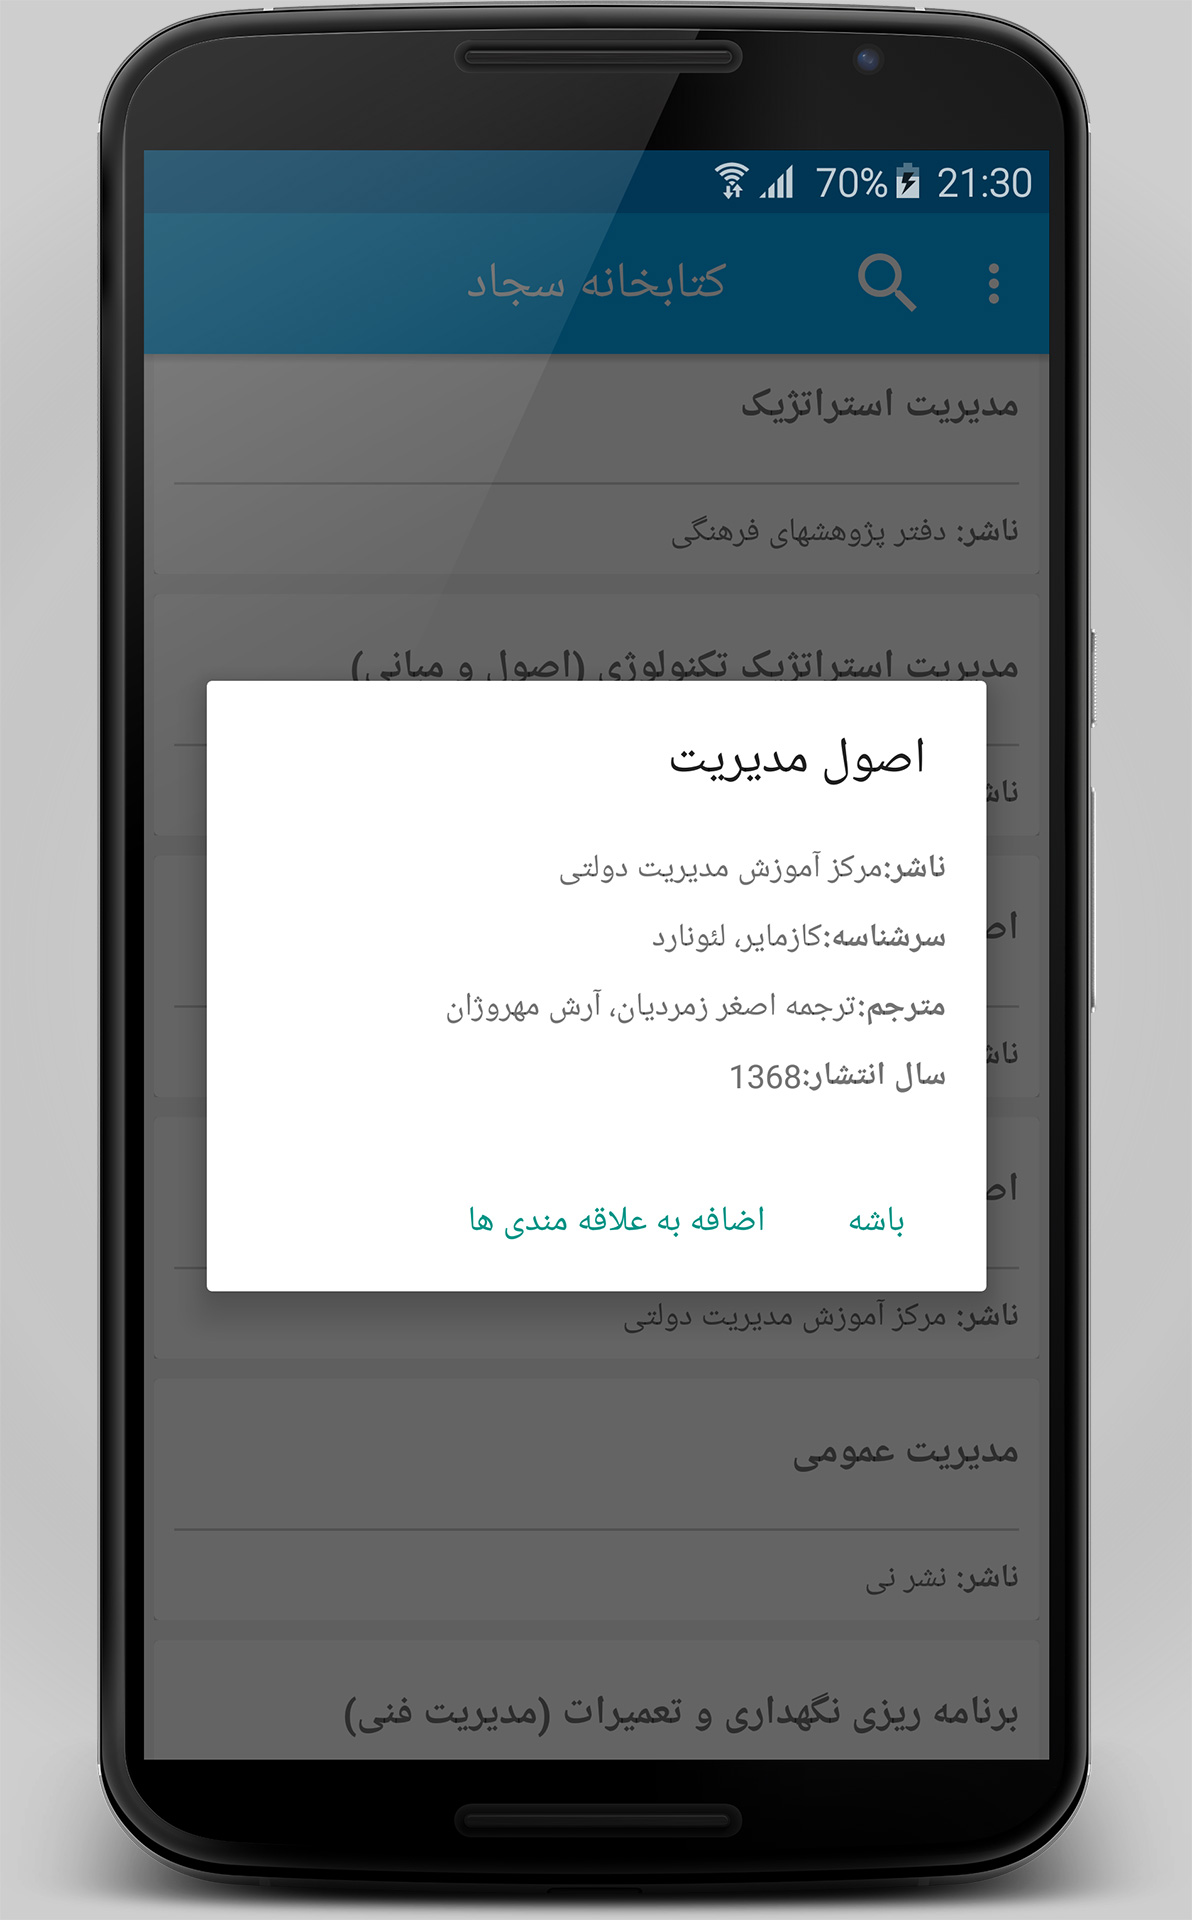 70% 21:30
کتابخانه سجاد
مدیریت استراتژیک
ناشر: دفتر پژوهشهای فرهنگی
مدیریت استراتژیک تکنولوژی (اصول و مبانی)
اصول مدیریت
ناشر:مرکز آموزش مدیریت دولتی
سرشناسه:کازمایر، لئونارد
مترجم:ترجمه اصغر زمردیان، آرش مهروژان
سال انتشار:1368
باشه
اضافه به علاقه مندی ها
ناشر: مرکز آموزش مدیریت دولتی
مدیریت عمومی
ناشر: نشر نی
برنامه ریزی نگهداری و تعمیرات (مدیریت فنی)